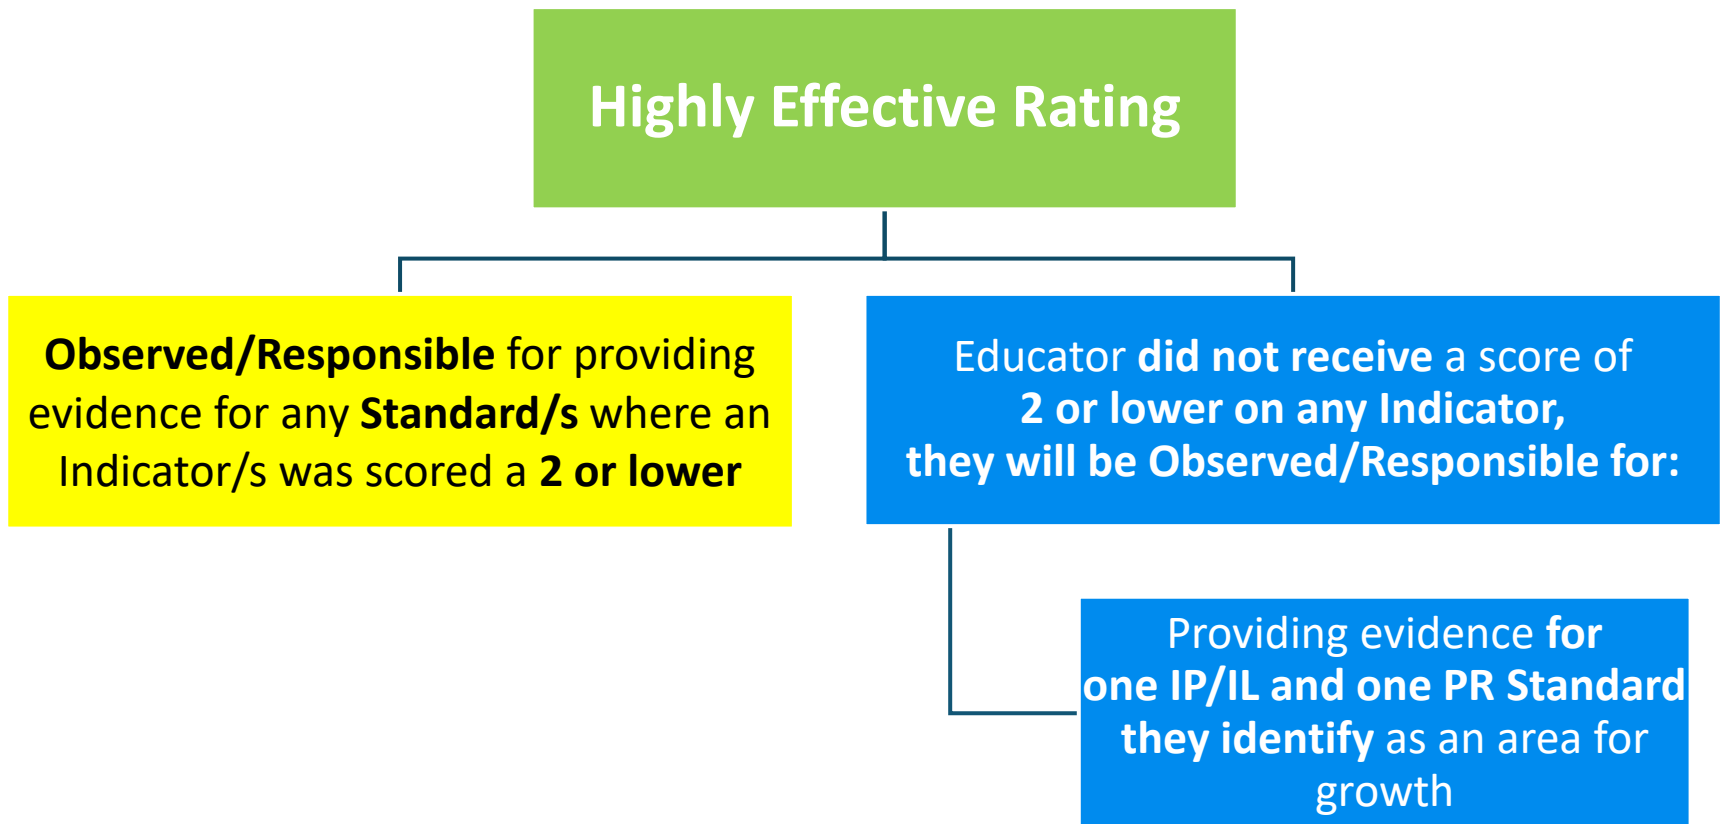 Highly Effective Rating
Observed/Responsible for providing
evidence for any Standard/s where an
Indicator/s was scored a 2 or lower
Educator did not receive a score of
2 or lower on any Indicator,
they will be Observed/Responsible for:
Providing evidence for
one IP/IL and one PR Standard
they identify as an area for
growth